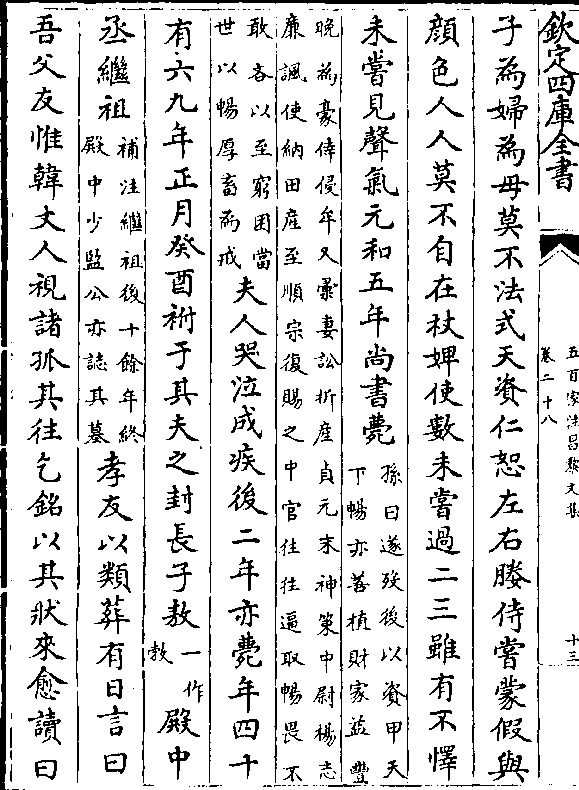 欽定四庫全書
五百家注昌黎文集
卷二十八
十三
子為婦為母莫不法式天資仁恕左右媵侍嘗蒙假與
顔色人人莫不自在杖婢使數未嘗過二三雖有不懌
未嘗見聲氣元和五年尚書薨
孫曰遂歿後以資甲天
下暢亦善植財家益豐
晚為豪倖侵牟又彚妻訟析產貞元末神策中尉楊志
廉諷使納田產至順宗復賜之中官往往逼取暢畏不
敢吝以至窮困當
世以暢厚畜為戒
夫人哭泣成疾後二年亦薨年四十
有六九年正月癸酉祔于其夫之封長子敖
一作
教
殿中
丞繼祖
補注繼祖後十餘年終
殿中少監公亦誌其墓
孝友以類葬有日言曰
吾父友惟韓丈人視諸孤其往乞銘以其狀來愈讀曰